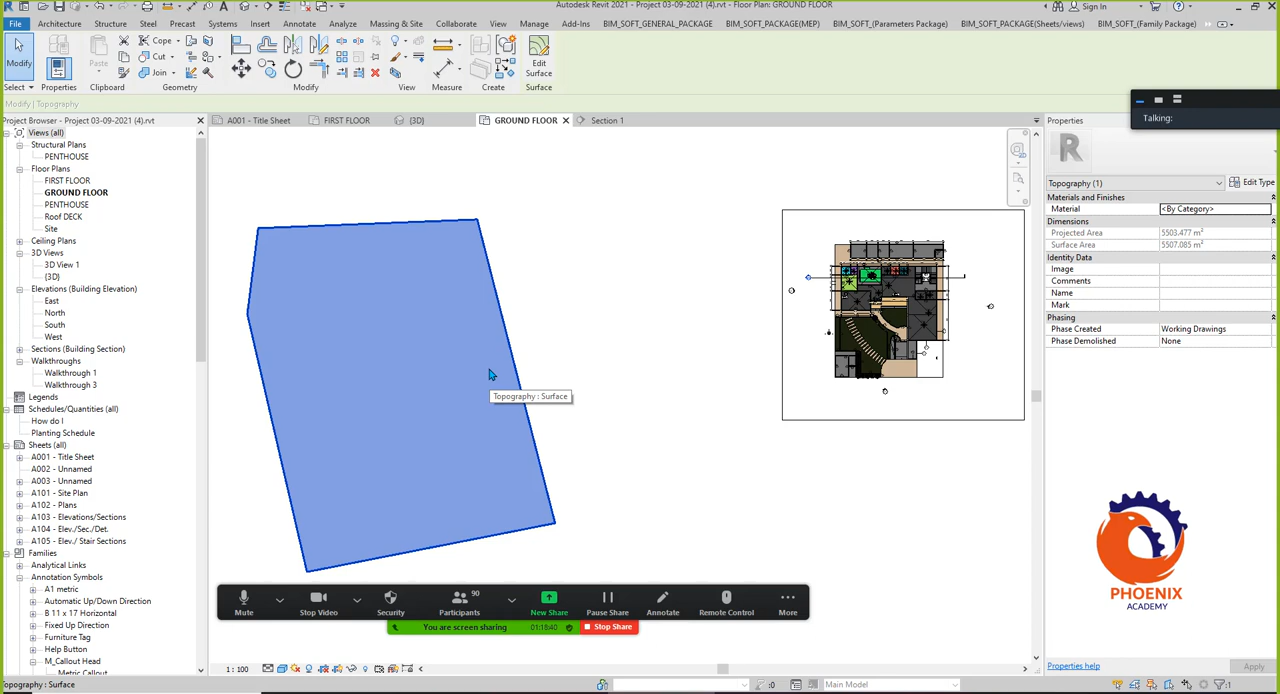 Autodesk Revit 2021 - Project 03-09-2021 (4).rvt - Floor Plan: GROUND FLOOR
Sign In
File Architecture Structure Steel Precast Systems Insert Annotate Analyze Massing & Site Collaborate View Manage Add-Ins BIM_SOFT_GENERAL_PACKAGE BIM_SOFT_PACKAGE(MEP) BIM_SOFT_(Parameters Package) BIM_SOFT_PACKAGE(Sheets/views) BIM_SOFT_(Family Package)
Cope
Cut
Join
Modify
Paste
Edit
Surface
Select Properties Clipboard Geometry Modify View Measure Create Surface
Modify | Topography
Project Browser - Project 03-09-2021 (4).rvt
A001 - Title Sheet
FIRST FLOOR
{3D}
GROUND FLOOR
Section 1
Views (all)
Structural Plans
PENTHOUSE
Floor Plans
FIRST FLOOR
GROUND FLOOR
PENTHOUSE
Roof DECK
Site
Ceiling Plans
3D Views
3D View 1
{3D}
Elevations (Building Elevation)
East
North
South
West
Sections (Building Section)
Walkthroughs
Walkthrough 1
Walkthrough 3
Legends
Schedules/Quantities (all)
How do I
Planting Schedule
Sheets (all)
A001 - Title Sheet
A002 - Unnamed
A003 - Unnamed
A101 - Site Plan
A102 - Plans
A103 - Elevations/Sections
A104 - Elev./Sec./Det.
A105 - Elev./ Stair Sections
Families
Analytical Links
Annotation Symbols
A1 metric
Automatic Up/Down Direction
B 11 x 17 Horizontal
Fixed Up Direction
Furniture Tag
Help Button
M_Callout Head
Metric Callout
Topography : Surface
Talking:
Properties
Topography (1)
Edit Type
Materials and Finishes
Material <By Category>
Dimensions
Projected Area 5503.477 m²
Surface Area 5507.085 m²
Identity Data
Image
Comments
Name
Mark
Phasing
Phase Created Working Drawings
Phase Demolished None
PHOENIX
ACADEMY
Properties help
Apply
Mute
Stop Video
Security
90
Participants
New Share
Pause Share
Annotate
Remote Control
More
You are screen sharing
01:18:40
Stop Share
1 : 100
Topography : Surface
:0
Main Model
:1